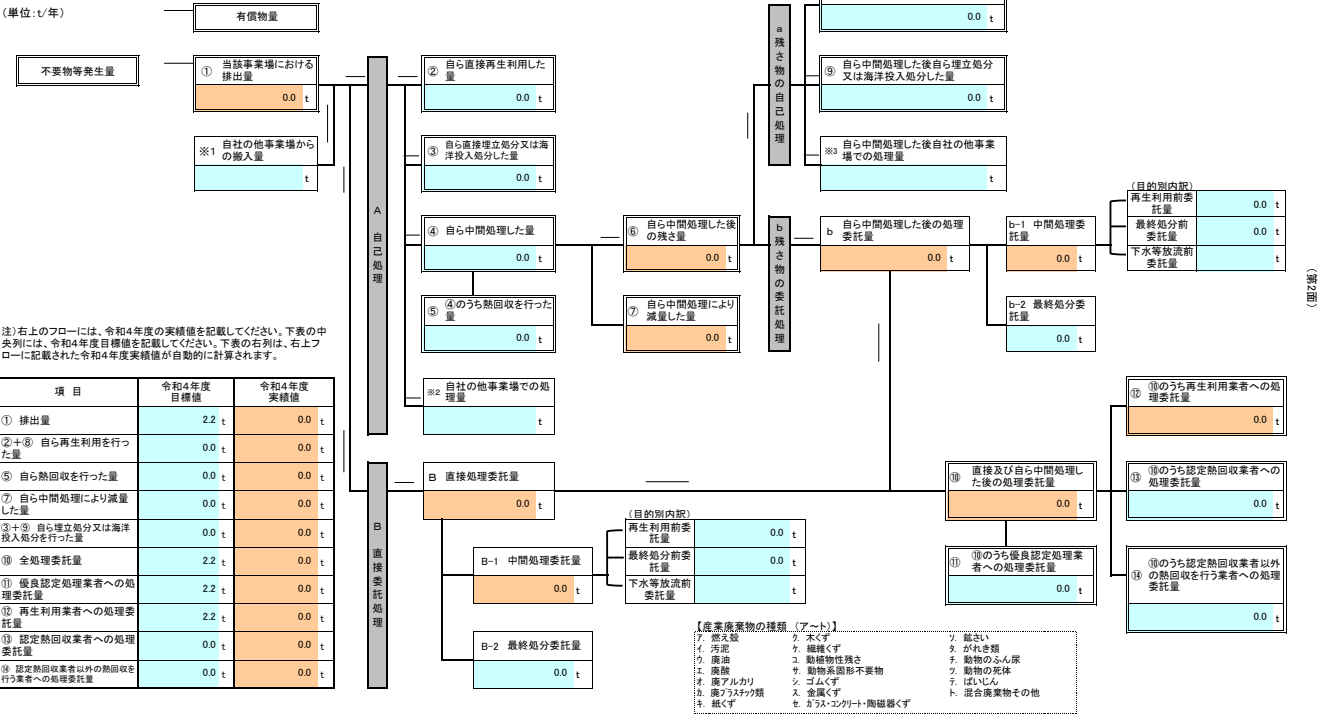 (単位:t/年)
有償物量
不要物等発生量
① 当該事業場における
排出量
0.0 t
※1 自社の他事業場から
の搬入量
t
A 自己処理
② 自ら直接再生利用した
量
0.0 t
③ 自ら直接埋立処分又は海
洋投入処分した量
0.0 t
④ 自ら中間処理した量
0.0 t
⑤ ④のうち熱回収を行った
量
0.0 t
※2 自社の他事業場での処
理量
t
⑥ 自ら中間処理した後
の残さ量
0.0 t
⑦ 自ら中間処理により
減量した量
0.0 t
a 残さ物の自己処理
0.0 t
⑨ 自ら中間処理した後自ら埋立処分
又は海洋投入処分した量
0.0 t
※3 自ら中間処理した後自社の他事業
場での処理量
t
b 残さ物の委託処理
b 自ら中間処理した後の処理
委託量
0.0 t
b-1 中間処理委
託量
0.0 t
b-2 最終処分委
託量
0.0 t
(目的別内訳)
再生利用前委
託量
0.0 t
最終処分前
委託量
0.0 t
下水等放流前
委託量
(第2面)
注)右上のフローには、令和4年度の実績値を記載してください。下表の中
央列には、令和4年度目標値を記載してください。下表の右列は、右上フ
ローに記載された令和4年度実績値が自動的に計算されます。
項 目 令和4年度
目標値 令和4年度
実績値
① 排出量 2.2 t 0.0 t
②+⑧ 自ら再生利用を行っ
た量 0.0 t 0.0 t
⑤ 自ら熱回収を行った量 0.0 t 0.0 t
⑦ 自ら中間処理により減量
した量 0.0 t 0.0 t
③+⑨ 自ら埋立処分又は海洋
投入処分を行った量 0.0 t 0.0 t
⑩ 全処理委託量 2.2 t 0.0 t
⑪ 優良認定処理業者への処
理委託量 2.2 t 0.0 t
⑫ 再生利用業者への処理委
託量 2.2 t 0.0 t
⑬ 認定熱回収業者への処理
委託量 0.0 t 0.0 t
⑭ 認定熱回収業者以外の熱回収を
行う業者への処理委託量 0.0 t 0.0 t
B 直接委託処理
B 直接処理委託量
0.0 t
B-1 中間処理委託量
0.0 t
B-2 最終処分委託量
0.0 t
(目的別内訳)
再生利用前委
託量
0.0 t
最終処分前委
託量
0.0 t
下水等放流前
委託量
⑩ 直接及び自ら中間処理し
た後の処理委託量
0.0 t
⑪ ⑩のうち優良認定処理業
者への処理委託量
0.0 t
⑫ ⑩のうち再生利用業者への処
理委託量
0.0 t
⑬ ⑩のうち認定熱回収業者への
処理委託量
0.0 t
⑭ ⑩のうち認定熱回収業者以外
の熱回収を行う業者への処理
委託量
0.0 t
【産業廃棄物の種類 (ア～ト)】
ア. 燃え殻 ク. 木くず ソ. 鉱さい
イ. 汚泥 ケ. 繊維くず タ. がれき類
ウ. 廃油 コ. 動植物性残さ チ. 動物のふん尿
エ. 廃酸 サ. 動物系固形不要物 ツ. 動物の死体
オ. 廃アルカリ シ. ゴムくず テ. ばいじん
カ. 廃プラスチック類 ス. 金属くず ト. 混合廃棄物その他
キ. 紙くず セ. ガラス・コンクリート・陶磁器くず